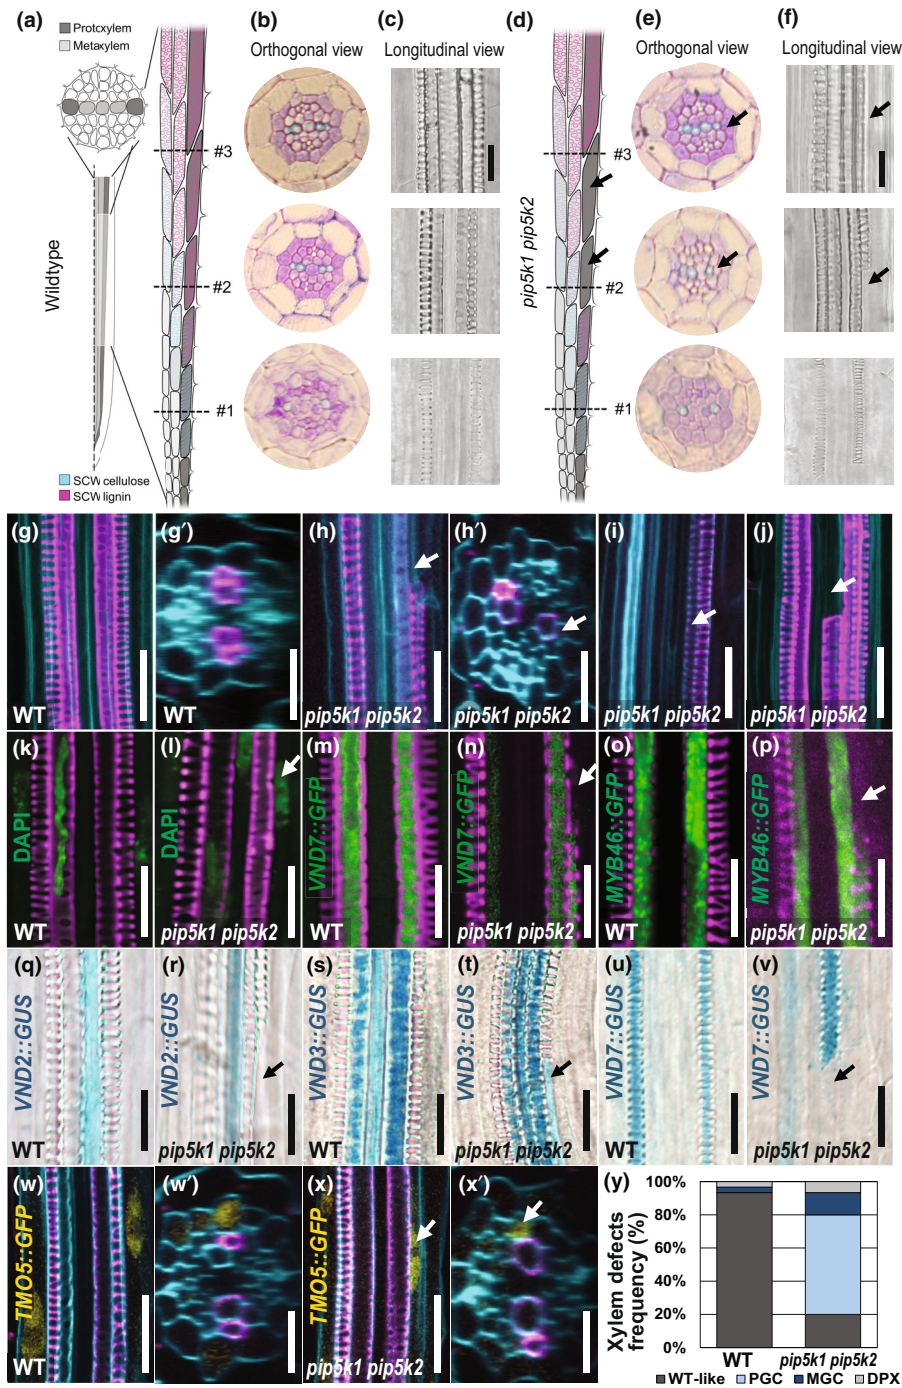 (a)
(b)
(c)
(d)
(e)
(f)
Protoxylem
Metaxylem
Orthogonal view
Longitudinal view
Orthogonal view
Longitudinal view
Wildtype
pip5k1 pip5k2
#3
#2
#1
#3
#2
#1
SCW cellulose
SCW lignin
(g)
WT
(g′)
WT
(h)
pip5k1 pip5k2
(h′)
pip5k1 pip5k2
(i)
pip5k1 pip5k2
(j)
pip5k1 pip5k2
(k)
DAPI
WT
(l)
DAPI
pip5k1 pip5k2
(m)
VND7::GFP
WT
(n)
VND7::GFP
pip5k1 pip5k2
(o)
MYB46::GFP
WT
(p)
MYB46::GFP
pip5k1 pip5k2
(q)
VND2::GUS
WT
(r)
VND2::GUS
pip5k1 pip5k2
(s)
VND3::GUS
WT
(t)
VND3::GUS
pip5k1 pip5k2
(u)
VND7::GUS
WT
(v)
VND7::GUS
pip5k1 pip5k2
(w)
TMO5::GFP
WT
(w′)
(x)
TMO5::GFP
pip5k1 pip5k2
(x′)
(y)
Xylem defects
frequency (%)
100%
80%
60%
40%
20%
0%
WT
pip5k1 pip5k2
WT-like
PGC
MGC
DPX